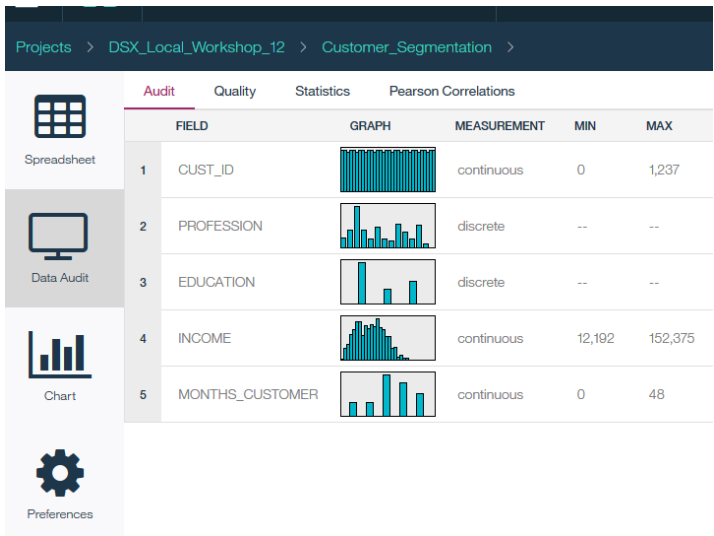 Projects > DSX_Local_Workshop_12 > Customer_Segmentation >
Audit Quality Statistics Pearson Correlations
FIELD GRAPH MEASUREMENT MIN MAX
Spreadsheet
1 CUST_ID continuous 0 1,237
2 PROFESSION discrete -- --
Data Audit
3 EDUCATION discrete -- --
4 INCOME continuous 12,192 152,375
Chart
5 MONTHS_CUSTOMER continuous 0 48
Preferences